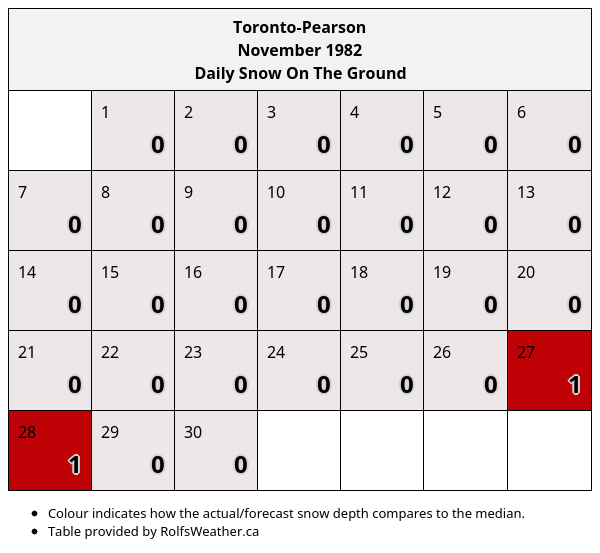 Toronto-Pearson
November 1982
Daily Snow On The Ground
1 2 3 4 5 6
0 0 0 0 0 0
7 8 9 10 11 12 13
0 0 0 0 0 0 0
14 15 16 17 18 19 20
0 0 0 0 0 0 0
21 22 23 24 25 26 27
0 0 0 0 0 0 1
28 29 30
1 0 0
Colour indicates how the actual/forecast snow depth compares to the median.
Table provided by RolfsWeather.ca